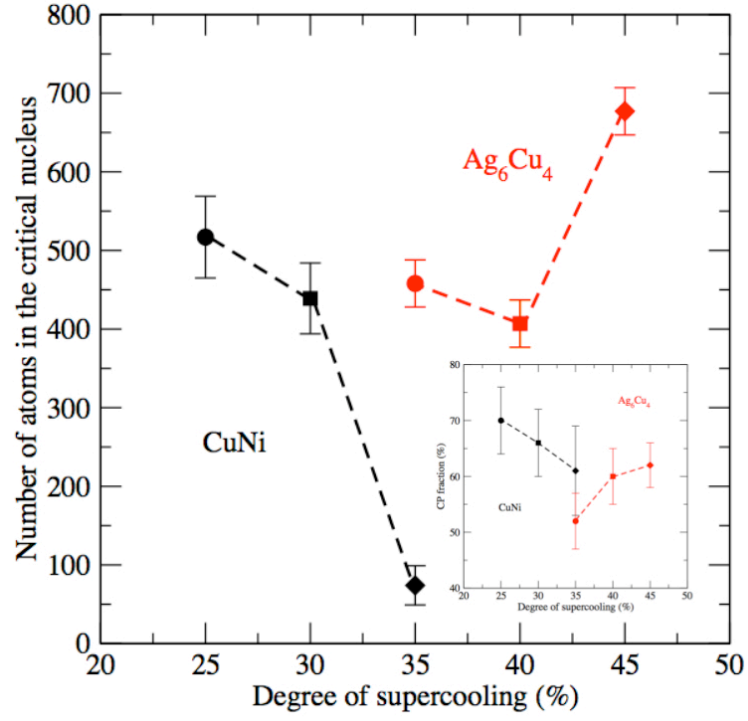 800
700
600
500
400
300
200
100
0
20 25 30 35 40 45 50
Number of atoms in the critical nucleus
Degree of supercooling (%)
CuNi
Ag₆Cu₄
80
70
60
50
40
20 25 30 35 40 45 50
CP fraction (%)
Degree of supercooling (%)
CuNi
Ag₆Cu₄